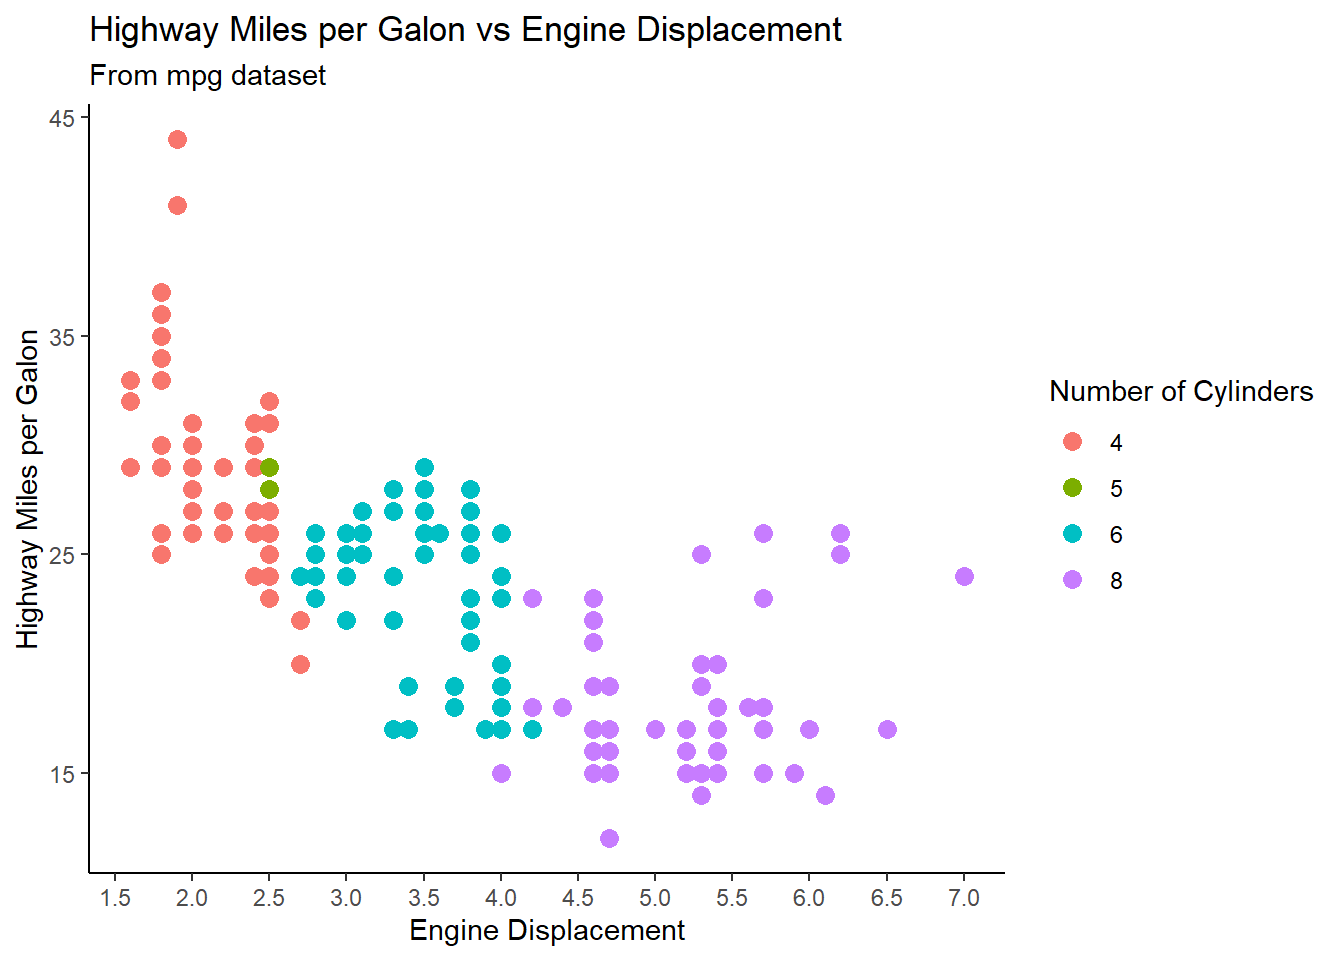 Highway Miles per Galon vs Engine Displacement
From mpg dataset
Highway Miles per Galon
45
35
25
15
1.5 2.0 2.5 3.0 3.5 4.0 4.5 5.0 5.5 6.0 6.5 7.0
Engine Displacement
Number of Cylinders
4
5
6
8